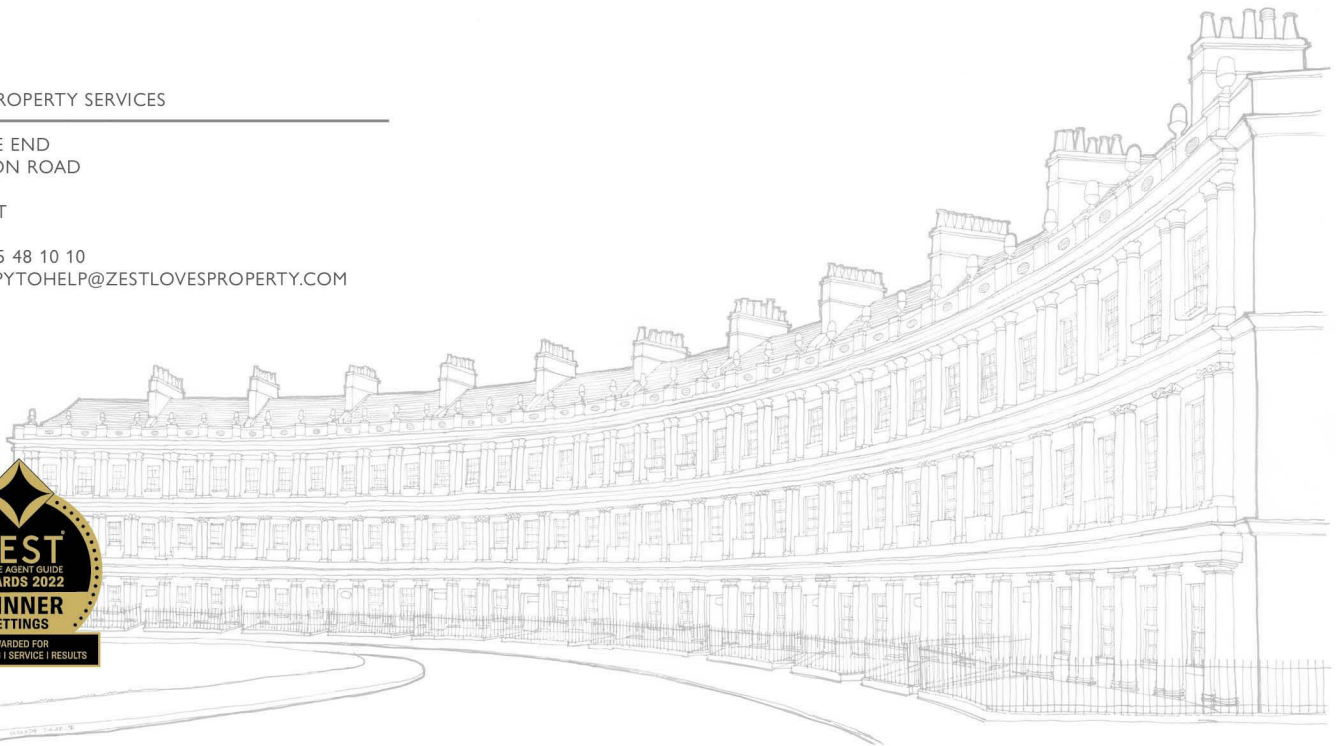 ROPERTY SERVICES
E END
ON ROAD
T
5 48 10 10
PYTOHELP@ZESTLOVESPROPERTY.COM
EST
E AGENT GUIDE
ARDS 2022
INNER
ETTINGS
ARDED FOR
| SERVICE | RESULTS